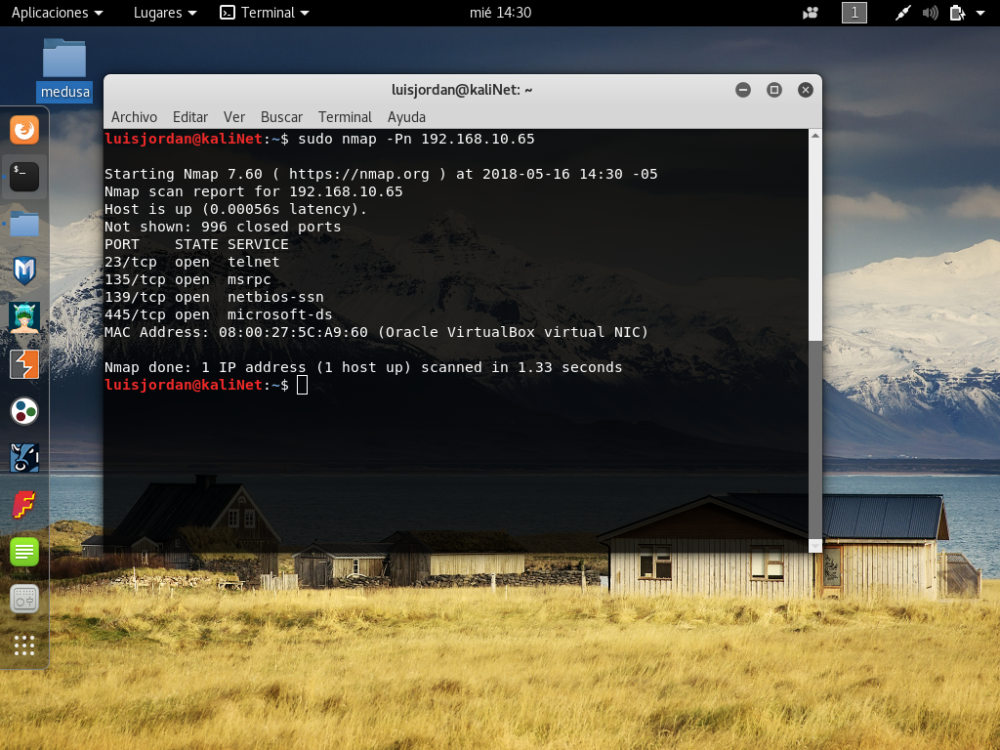 Aplicaciones Lugares Terminal mié 14:30 1
medusa
luisjordan@kaliNet: ~
Archivo Editar Ver Buscar Terminal Ayuda
luisjordan@kaliNet:~$ sudo nmap -Pn 192.168.10.65
Starting Nmap 7.60 ( https://nmap.org ) at 2018-05-16 14:30 -05
Nmap scan report for 192.168.10.65
Host is up (0.00056s latency).
Not shown: 996 closed ports
PORT    STATE SERVICE
23/tcp  open  telnet
135/tcp open  msrpc
139/tcp open  netbios-ssn
445/tcp open  microsoft-ds
MAC Address: 08:00:27:5C:A9:60 (Oracle VirtualBox virtual NIC)
Nmap done: 1 IP address (1 host up) scanned in 1.33 seconds
luisjordan@kaliNet:~$